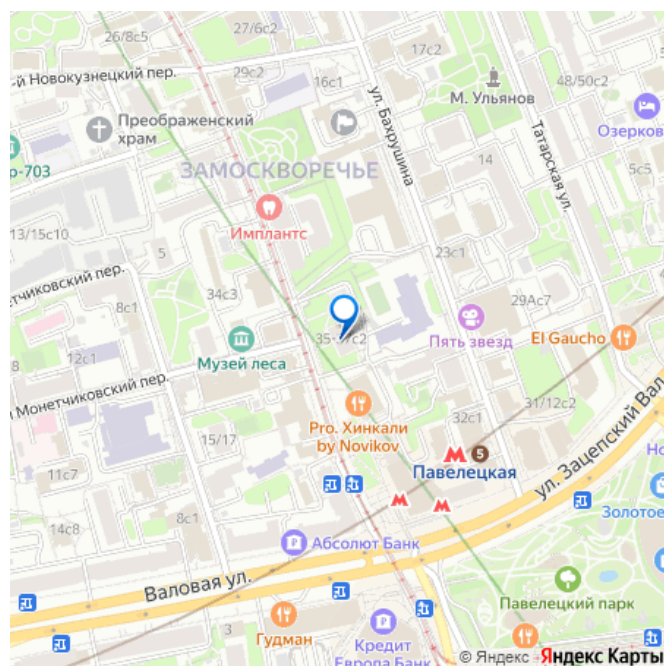 26/8с5
27/6с2
17с2
-й Новокузнецкий пер.
29с2
16с1
М. Ульянов
48/50с2
ул. Бахрушина
Преображенский
храм
Озерков
Татарская ул.
р-703
14
5с5
ЗАМОСКВОРЕЧЬЕ
13/15с10
Имплантс
5
23с1
етчиковский пер.
34с3
8с1
29Ас7
Пять звезд
El Gaucho
Музей леса
Монетчиковский пер.
31/12с2
Pro. Хинкали
by Novikov
32с1
15/17
5
Павелецкая
ул. Зацепский Вал
11с7
8с1
14с8
Золотое
Абсолют Банк
Валовая ул.
Павелецкий парк
Гудман
3
Кредит
Европа Банк
© Яндекс Яндекс Карты